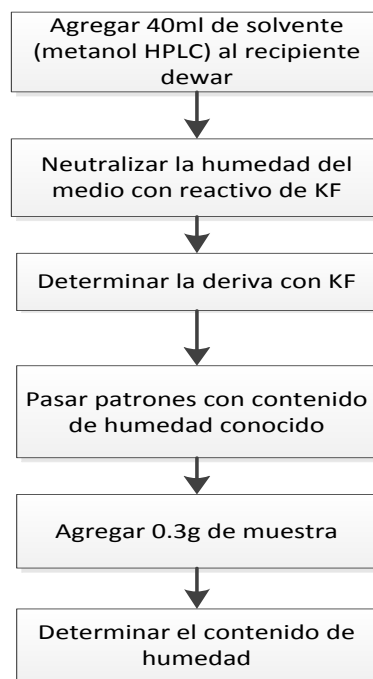 Agregar 40ml de solvente
(metanol HPLC) al recipiente
dewar
Neutralizar la humedad del
medio con reactivo de KF
Determinar la deriva con KF
Pasar patrones con contenido
de humedad conocido
Agregar 0.3g de muestra
Determinar el contenido de
humedad